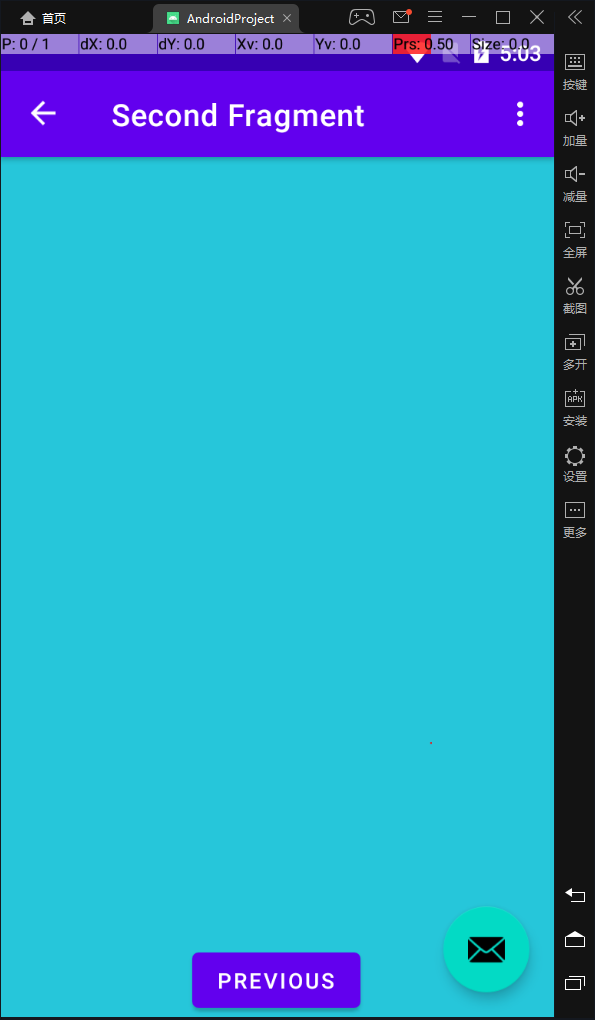 首页
AndroidProject
P: 0 / 1 dX: 0.0 dY: 0.0 Xv: 0.0 Yv: 0.0 Prs: 0.50 Size: 0.0
5:03
Second Fragment
按键
加量
减量
全屏
截图
多开
APK
安装
设置
更多
PREVIOUS